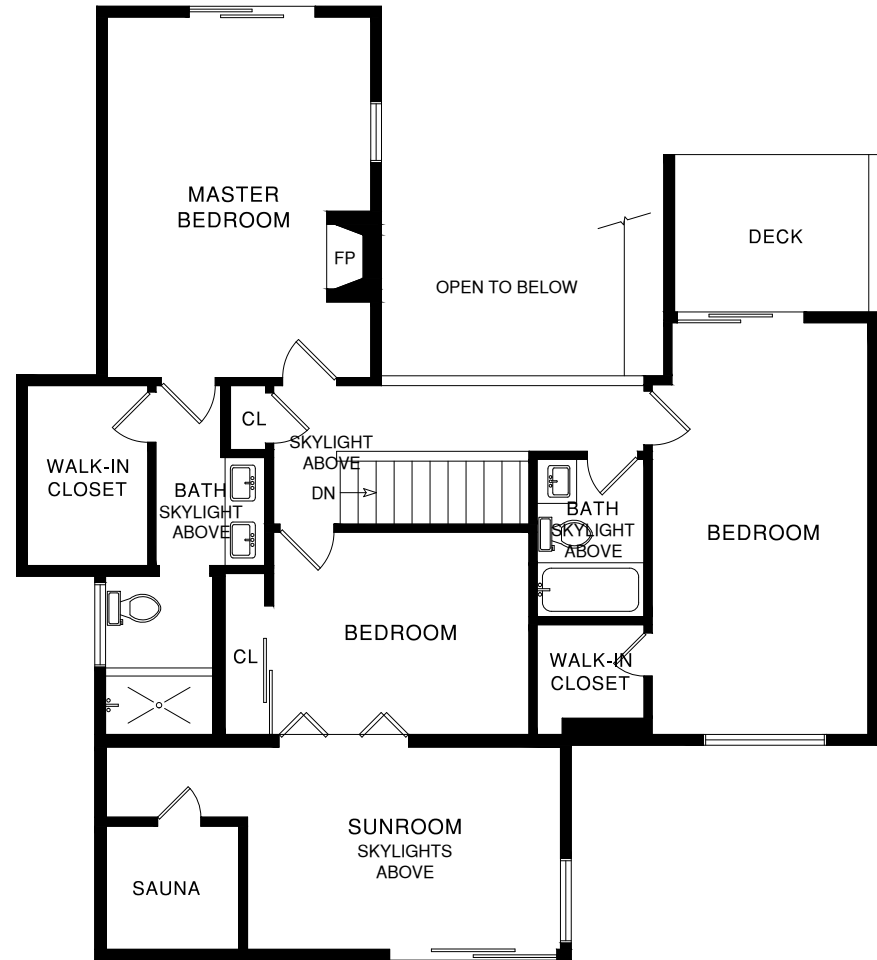 MASTER
BEDROOM
FP
DECK
OPEN TO BELOW
CL
SKYLIGHT
ABOVE
WALK-IN
CLOSET
BATH
SKYLIGHT
ABOVE
DN
BATH
SKYLIGHT
ABOVE
BEDROOM
BEDROOM
CL
WALK-IN
CLOSET
SUNROOM
SKYLIGHTS
ABOVE
SAUNA